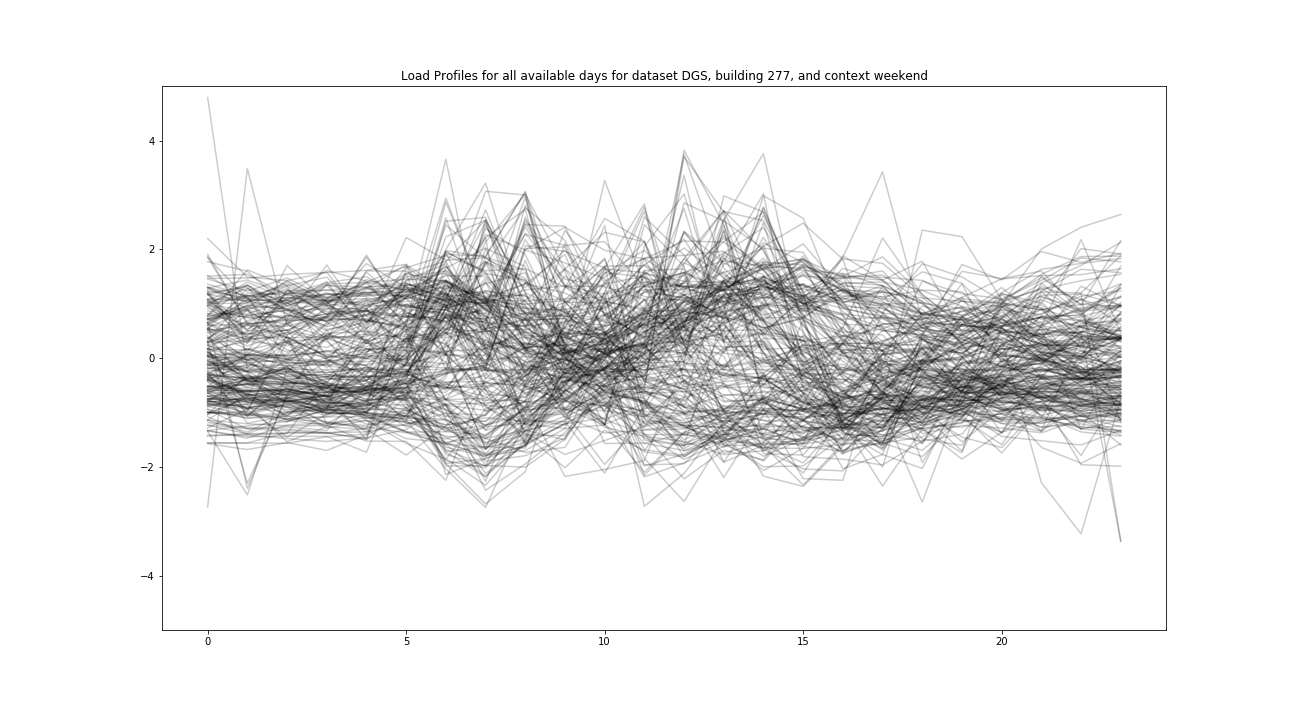 Load Profiles for all available days for dataset DGS, building 277, and context weekend
4
2
0
−2
−4
0 5 10 15 20